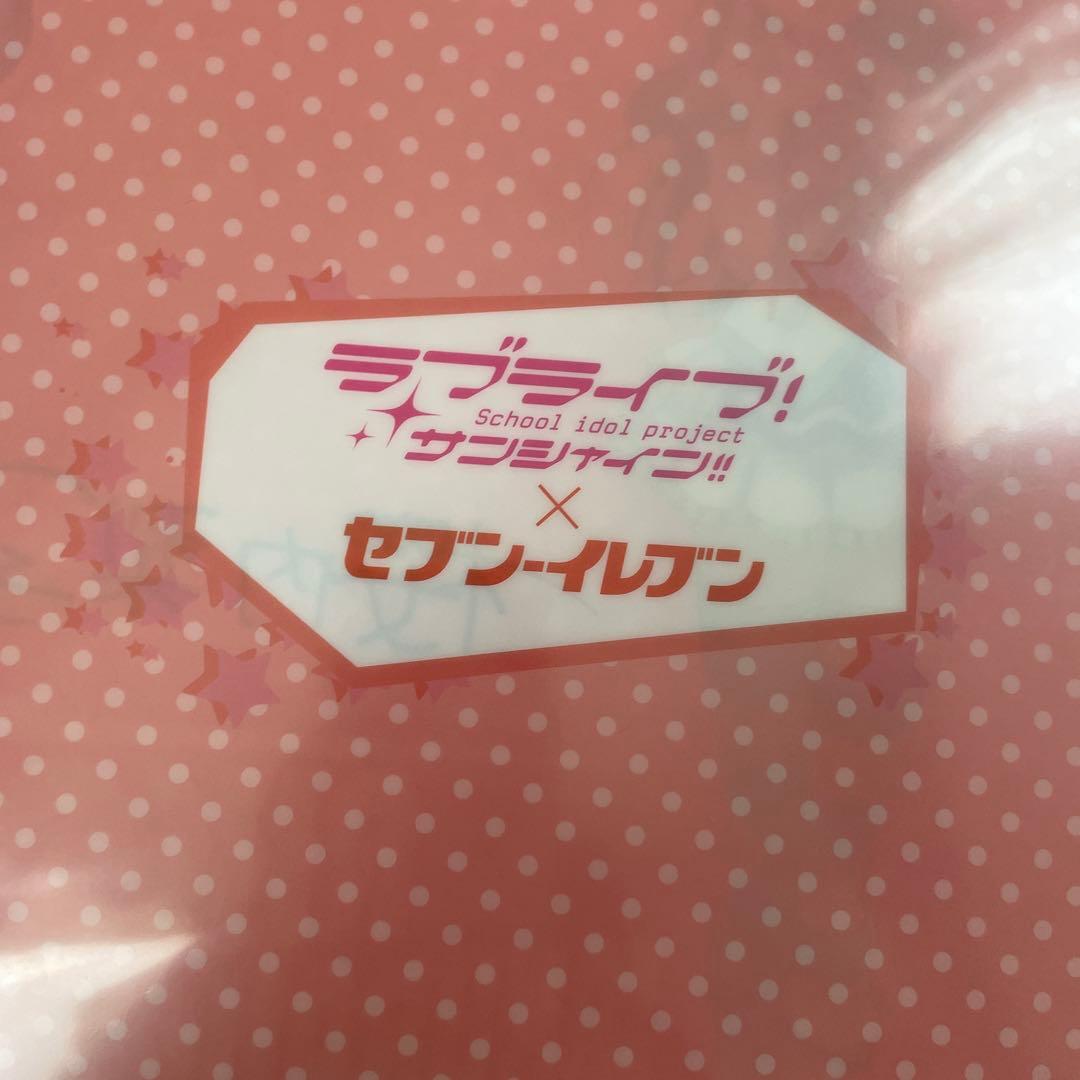 ラブライブ!
School idol project
サンシャイン!!
×
セブン-イレブン